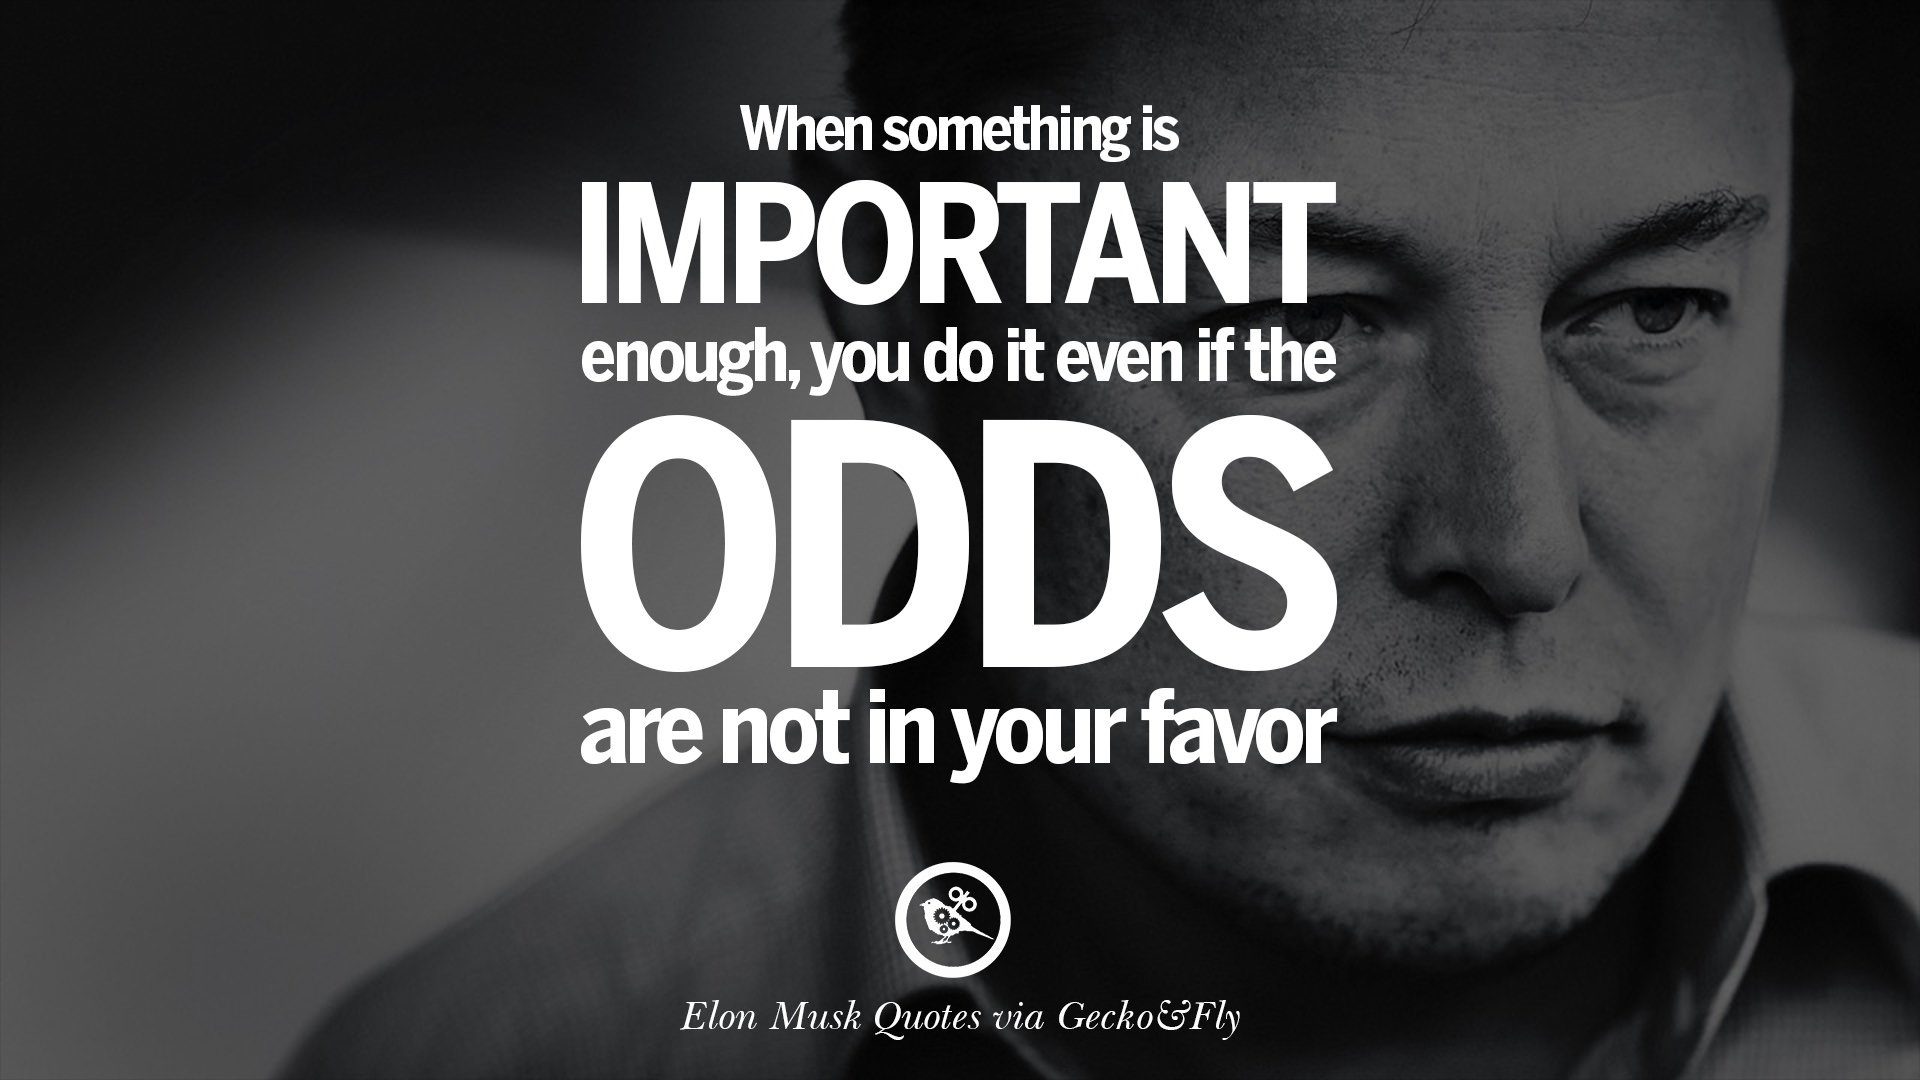 When something is
IMPORTANT
enough, you do it even if the
ODDS
are not in your favor
Elon Musk Quotes via Gecko&Fly